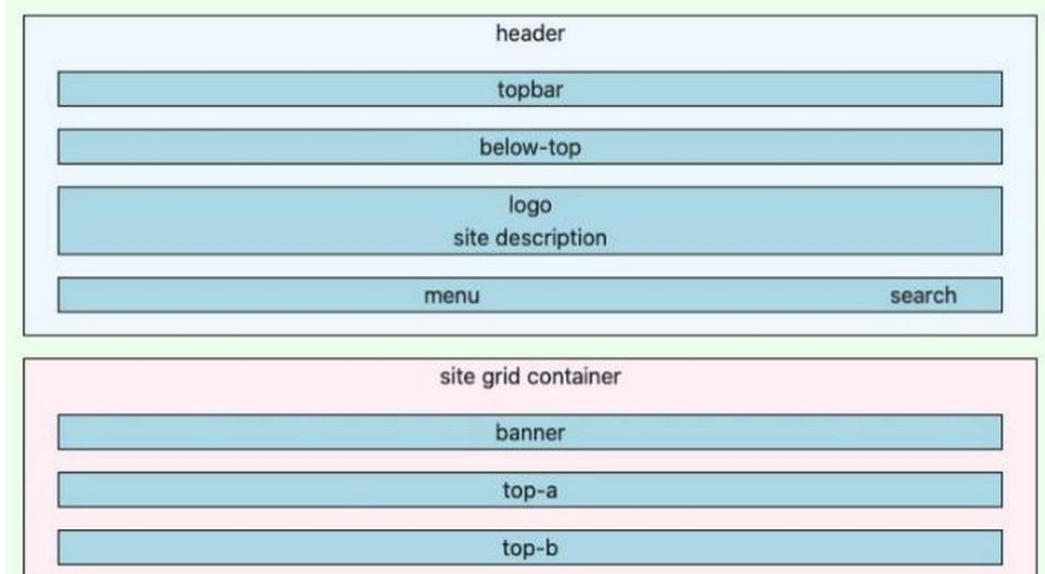 header
topbar
below-top
logo
site description
menu search
site grid container
banner
top-a
top-b